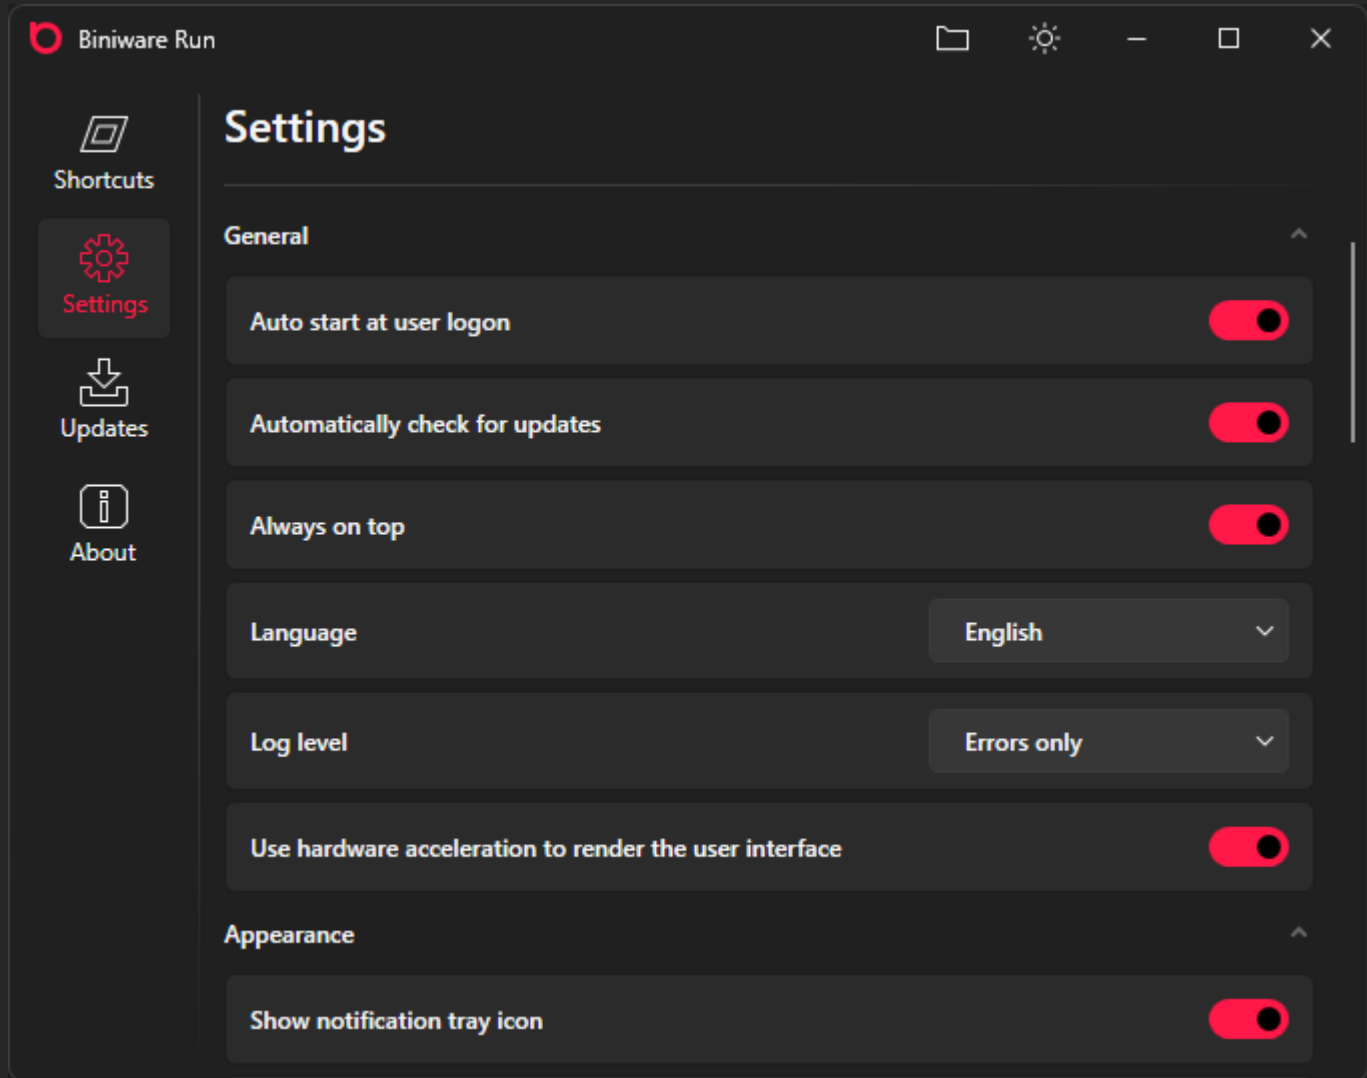 Biniware Run
Shortcuts
Settings
Updates
About
Settings
General
Auto start at user logon
Automatically check for updates
Always on top
Language English
Log level Errors only
Use hardware acceleration to render the user interface
Appearance
Show notification tray icon